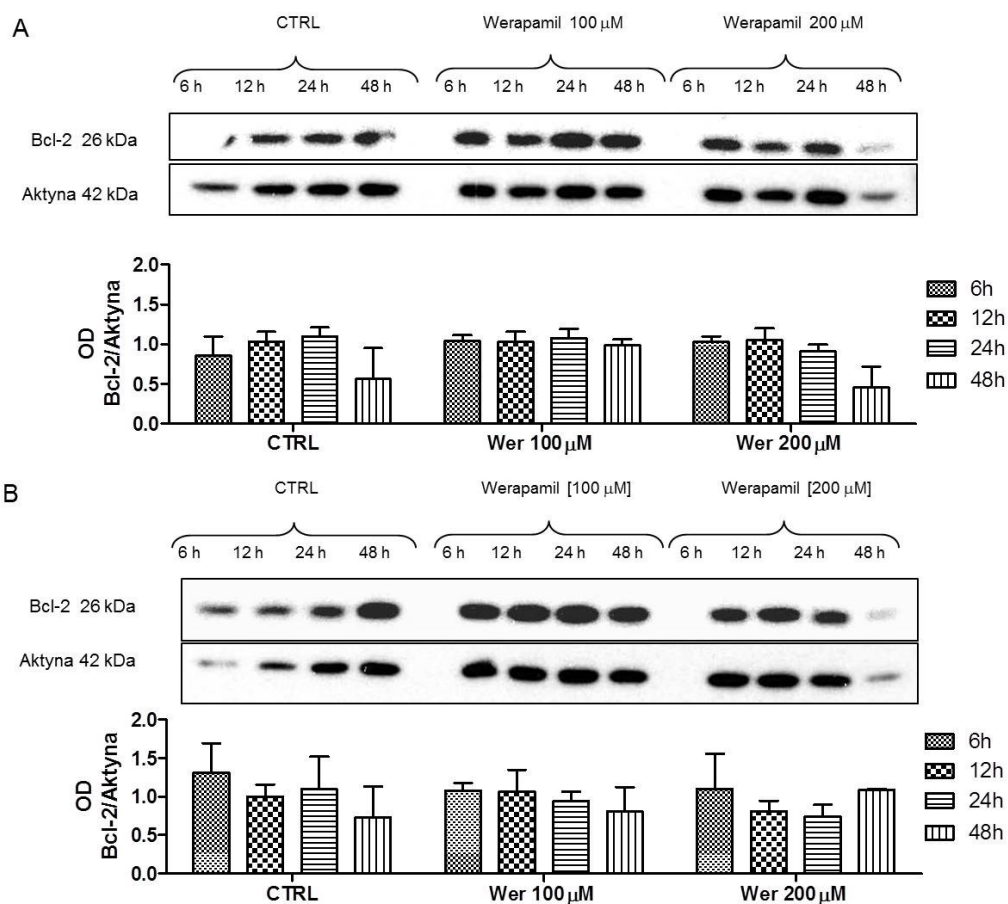 A
CTRL Werapamil 100 µM Werapamil 200 µM
6 h 12 h 24 h 48 h 6 h 12 h 24 h 48 h 6 h 12 h 24 h 48 h
Bcl-2 26 kDa
Aktyna 42 kDa
2.0
1.5
1.0
0.5
0.0
OD
Bcl-2/Aktyna
6h
12h
24h
48h
CTRL Wer 100 µM Wer 200 µM
B
CTRL Werapamil [100 µM] Werapamil [200 µM]
6 h 12 h 24 h 48 h 6 h 12 h 24 h 48 h 6 h 12 h 24 h 48 h
Bcl-2 26 kDa
Aktyna 42 kDa
2.0
1.5
1.0
0.5
0.0
OD
Bcl-2/Aktyna
6h
12h
24h
48h
CTRL Wer 100 µM Wer 200 µM